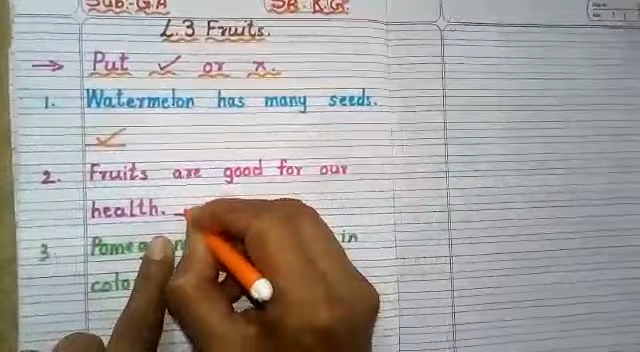 Sub:-G.A Sr. K.G.
L.3 Fruits.
→ Put ✓ or x.
1. Watermelon has many seeds.
✓
2. Fruits are good for our
health.
3. in